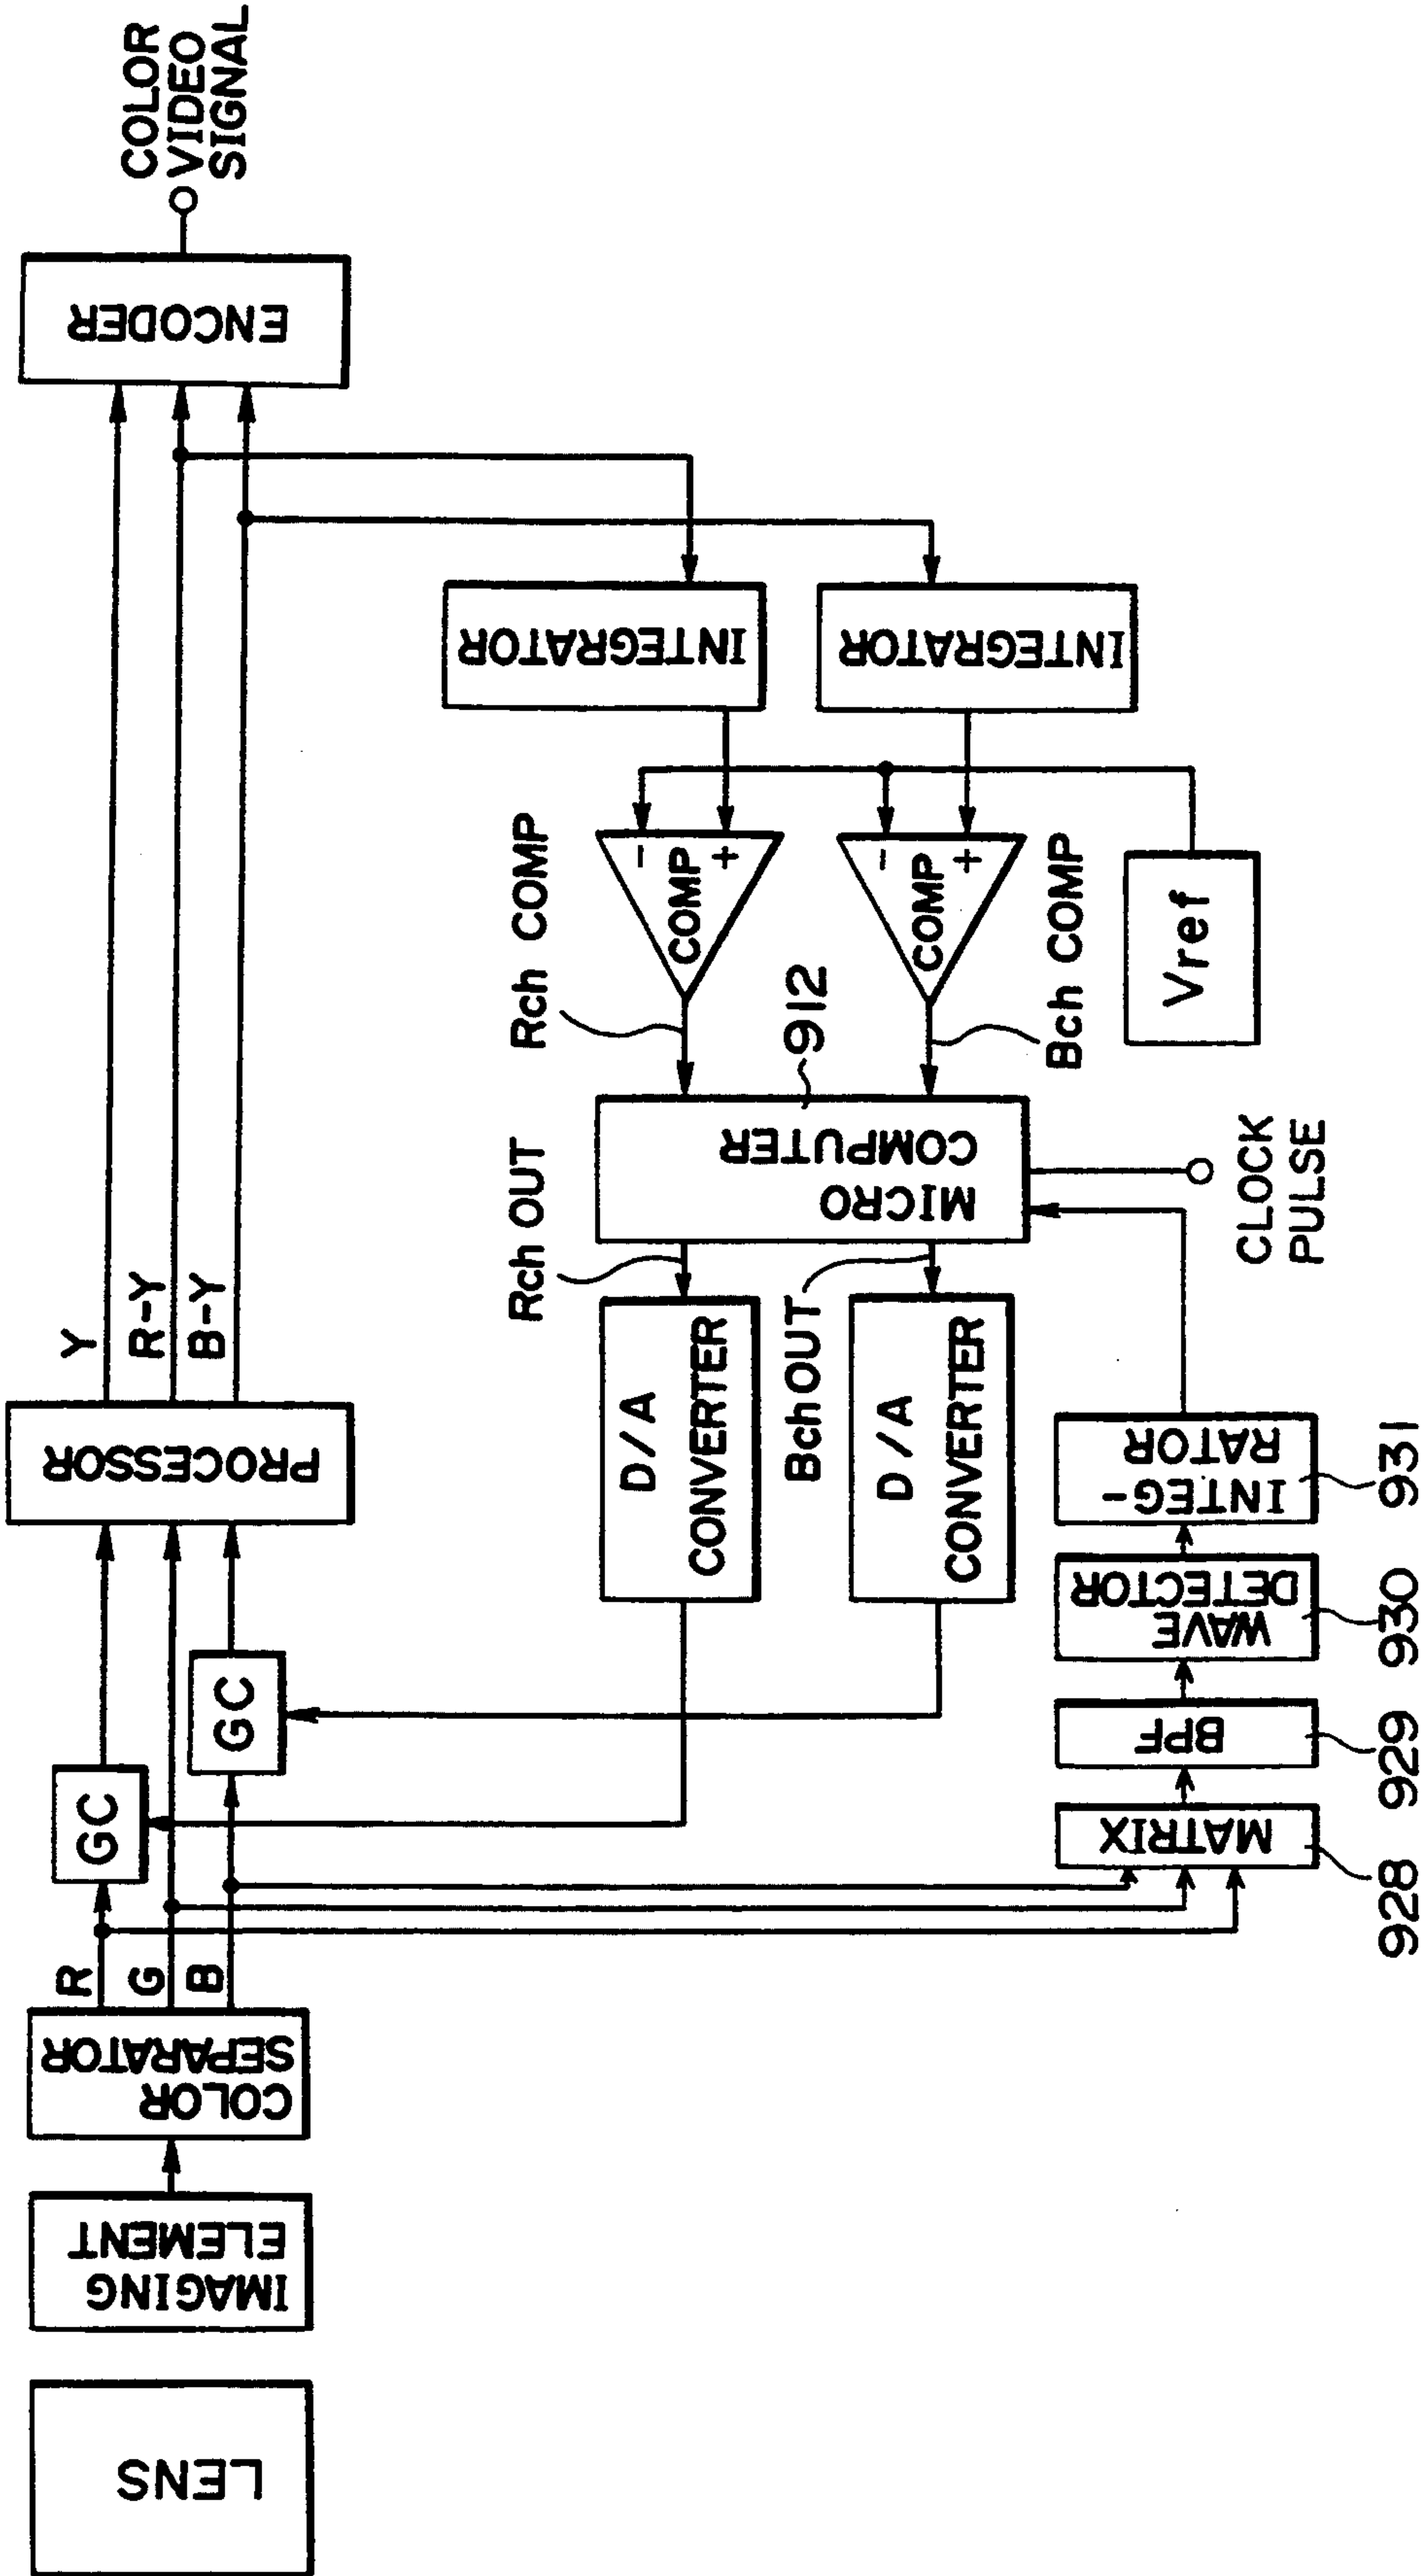 LENS
IMAGING
ELEMENT
COLOR
SEPARATOR
R
G
B
GC
GC
PROCESSOR
Y
R-Y
B-Y
ENCODER
COLOR
VIDEO
SIGNAL
INTEGRATOR
INTEGRATOR
Rch COMP
COMP
-
+
COMP
-
+
Bch COMP
Vref
912
MICRO
COMPUTER
Rch OUT
Bch OUT
D/A
CONVERTER
D/A
CONVERTER
CLOCK
PULSE
MATRIX
928
BPF
929
WAVE
DETECTOR
930
INTEG-
RATOR
931